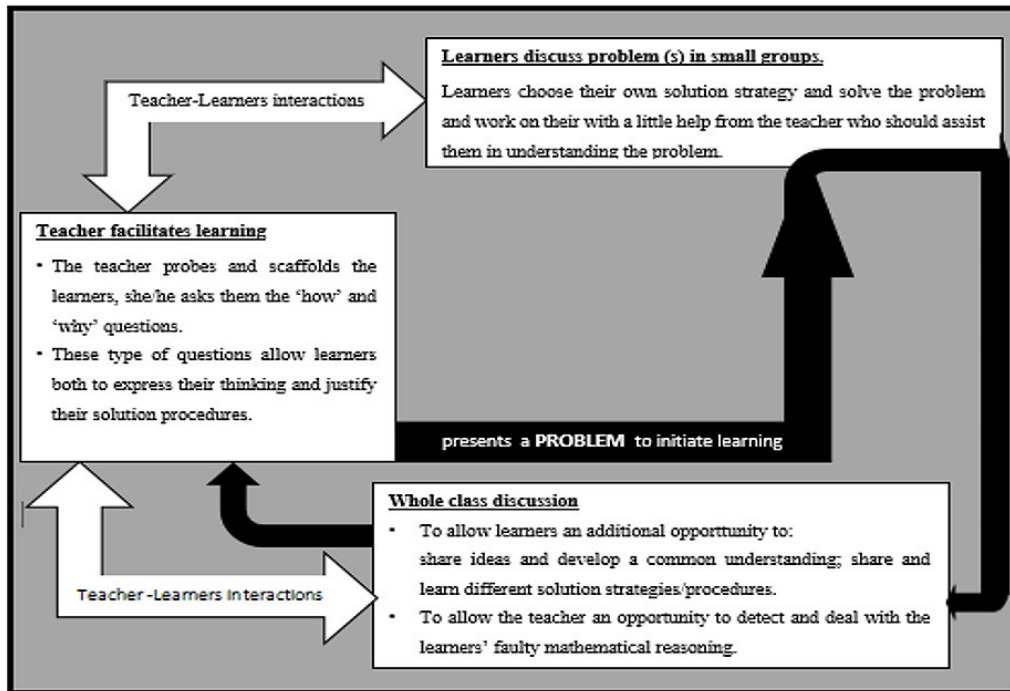 Learners discuss problem (s) in small groups.
Learners choose their own solution strategy and solve the problem
and work on their with a little help from the teacher who should assist
them in understanding the problem.
Teacher-Learners interactions
Teacher facilitates learning
• The teacher probes and scaffolds the
learners, she/he asks them the ‘how’ and
‘why’ questions.
• These type of questions allow learners
both to express their thinking and justify
their solution procedures.
presents a PROBLEM to initiate learning
Whole class discussion
• To allow learners an additional opporttunity to:
share ideas and develop a common understanding; share and
learn different solution strategies/procedures.
• To allow the teacher an opportunity to detect and deal with the
learners’ faulty mathematical reasoning.
Teacher -Learners interactions